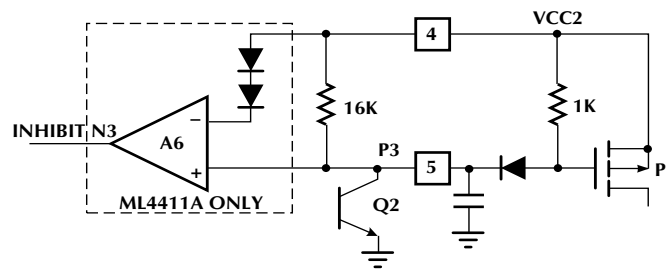 4
VCC2
16K
1K
INHIBIT N3
A6
−
+
P3
5
P
ML4411A ONLY
Q2